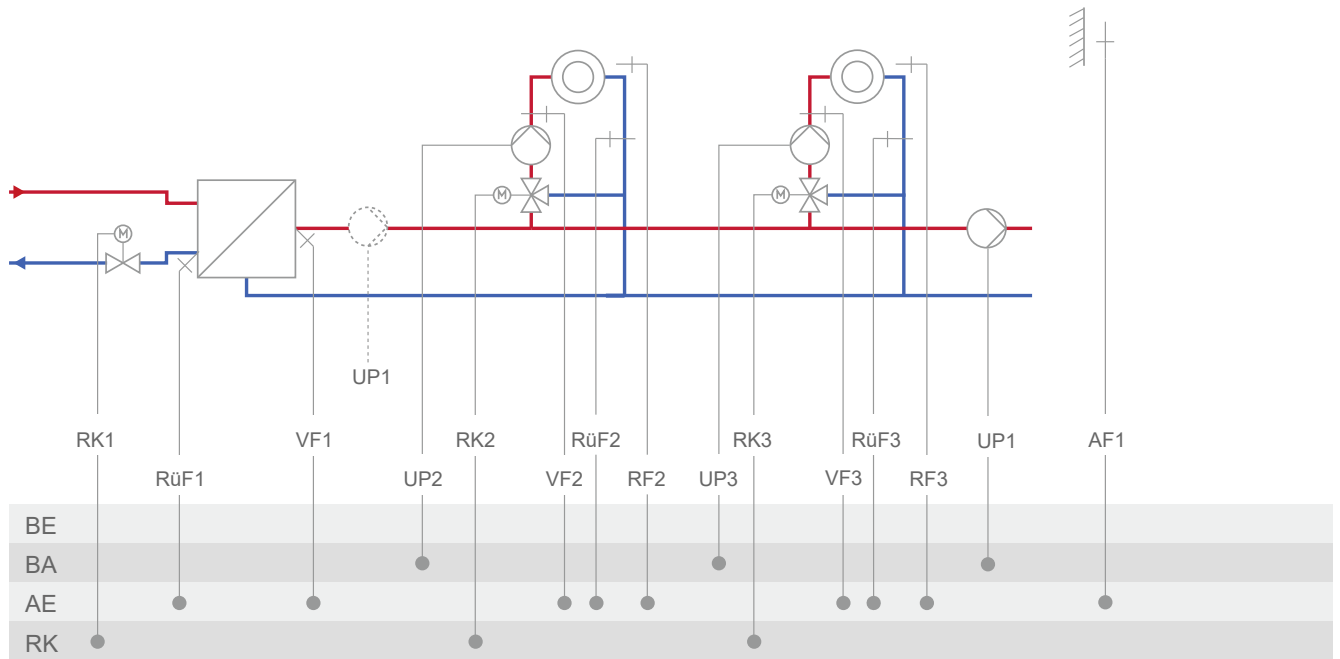 M
M
M
UP1
RK1
VF1
RK2
RüF2
RK3
RüF3
UP1
AF1
RüF1
UP2
VF2
RF2
UP3
VF3
RF3
BE
BA
AE
RK